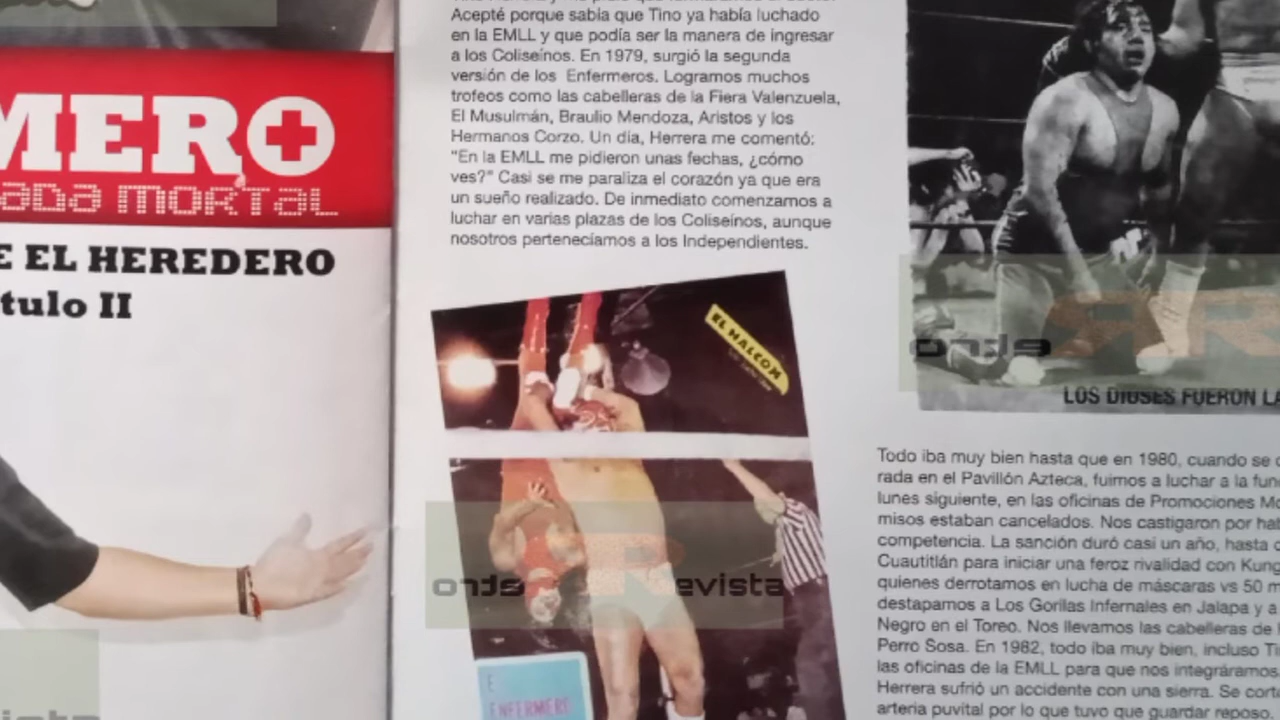 MERO
ADA MORTAL
E EL HEREDERO
tulo II
Acepté porque sabía que Tino ya había luchado
en la EMLL y que podía ser la manera de ingresar
a los Coliseínos. En 1979, surgió la segunda
versión de los Enfermeros. Logramos muchos
trofeos como las cabelleras de la Fiera Valenzuela,
El Musulmán, Braulio Mendoza, Aristos y los
Hermanos Corzo. Un día, Herrera me comentó:
"En la EMLL me pidieron unas fechas, ¿cómo
ves?" Casi se me paraliza el corazón ya que era
un sueño realizado. De inmediato comenzamos a
luchar en varias plazas de los Coliseínos, aunque
nosotros pertenecíamos a los Independientes.
EL HALCON
evista
ENFERMERO
LOS DIOSES FUERON LA
Todo iba muy bien hasta que en 1980, cuando se
rada en el Pavillón Azteca, fuimos a luchar a la fun
lunes siguiente, en las oficinas de Promociones Mo
misos estaban cancelados. Nos castigaron por hab
competencia. La sanción duró casi un año, hasta
Cuautitlán para iniciar una feroz rivalidad con Kung
quienes derrotamos en lucha de máscaras vs 50 m
destapamos a Los Gorilas Infernales en Jalapa y a
Negro en el Toreo. Nos llevamos las cabelleras de
Perro Sosa. En 1982, todo iba muy bien, incluso Ti
las oficinas de la EMLL para que nos integráramos
Herrera sufrió un accidente con una sierra. Se cortó
arteria puvital por lo que tuvo que guardar reposo.